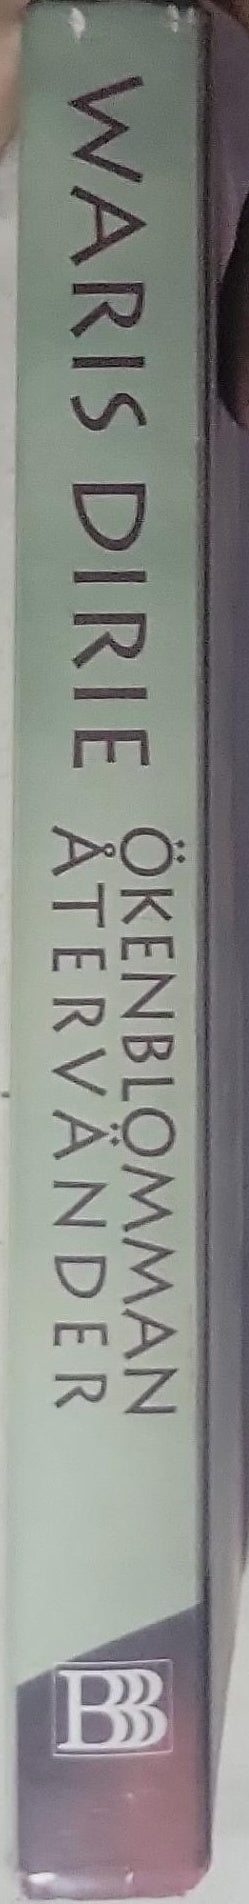 WARIS DIRIE
ÖKENBLOMMAN
ÅTERVÄNDER
B